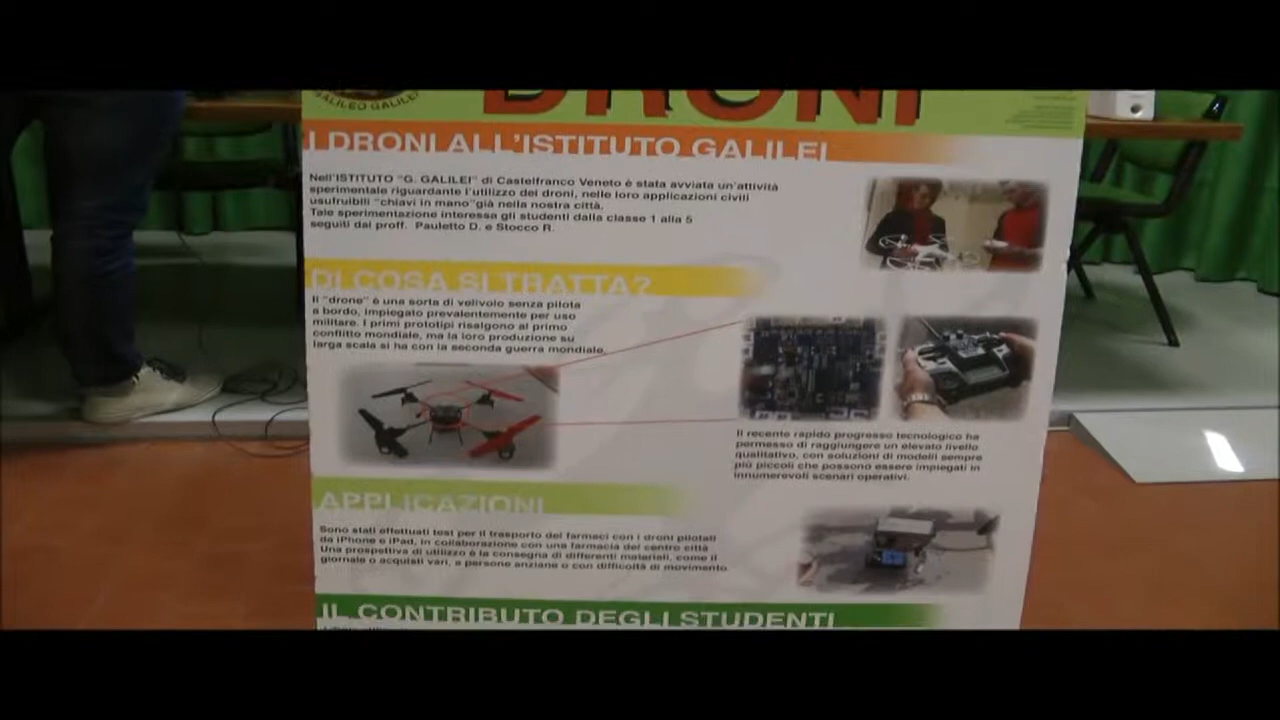 GALILEO GALILEI
DRONI
I DRONI ALL'ISTITUTO GALILEI
Nell'ISTITUTO "G. GALILEI" di Castelfranco Veneto è stata avviata un'attività
sperimentale riguardante l'utilizzo dei droni, nelle loro applicazioni civili
usufruibili "chiavi in mano"già nella nostra città.
Tale sperimentazione interessa gli studenti dalla classe 1 alla 5
seguiti dai proff. Pauletto D. e Stocco R.
DI COSA SI TRATTA?
Il "drone" è una sorta di velivolo senza pilota
a bordo, impiegato prevalentemente per uso
militare. I primi prototipi risalgono al primo
conflitto mondiale, ma la loro produzione su
larga scala si ha con la seconda guerra mondiale.
Il recente rapido progresso tecnologico ha
permesso di raggiungere un elevato livello
qualitativo, con soluzioni di modelli sempre
più piccoli che possono essere impiegati in
innumerevoli scenari operativi.
APPLICAZIONI
Sono stati effettuati test per il trasporto dei farmaci con i droni pilotati
da iPhone e iPad, in collaborazione con una farmacia del centro città
Una prospettiva di utilizzo è la consegna di differenti materiali, come il
giornale o acquisti vari, a persone anziane o con difficoltà di movimento
IL CONTRIBUTO DEGLI STUDENTI